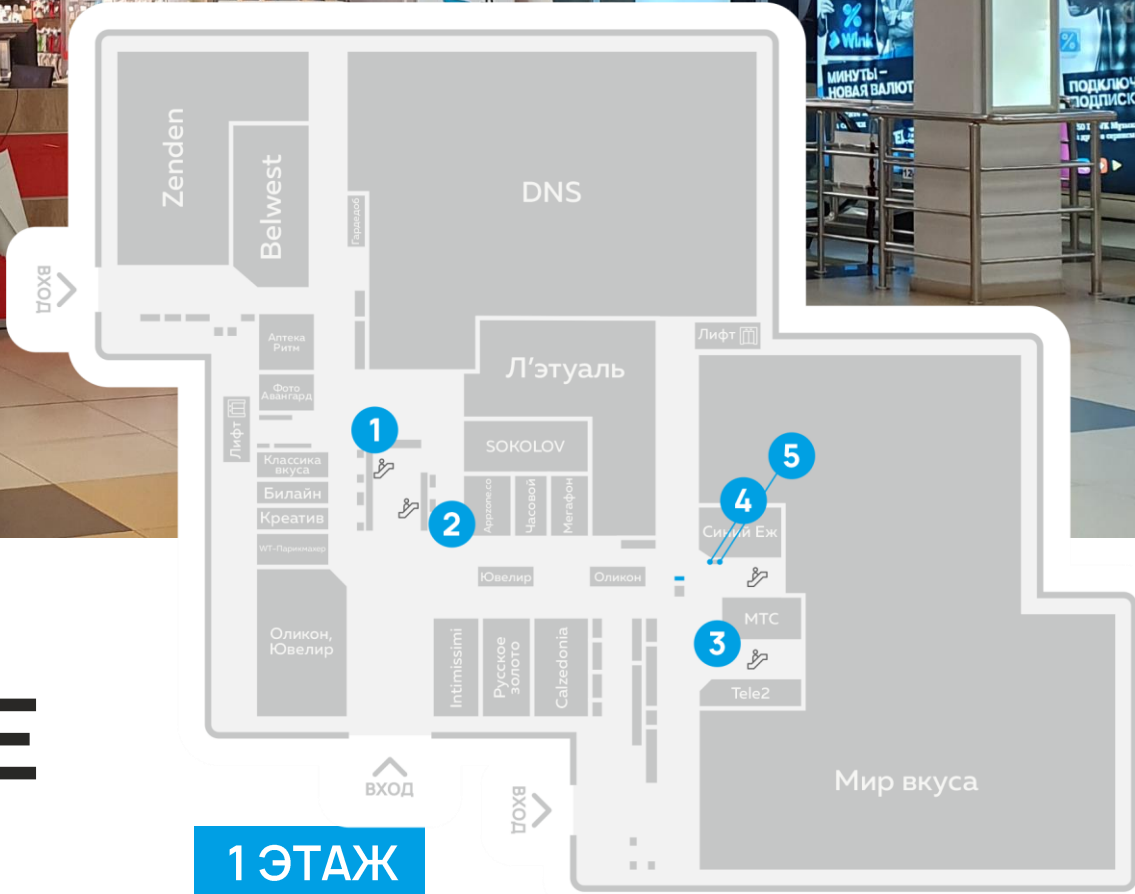 Wink
МИНУТЫ –
НОВАЯ ВАЛЮТ
ПОДКЛЮЧ
ПОДПИСК
Zenden
Belwest
DNS
Гардероб
ВХОД
Аптека
Ритм
Фото
Авангард
Лифт
Лифт
Л'этуаль
1
SOKOLOV
5
4
Классика
вкуса
Билайн
Креатив
WT-Парикмахер
2
Appzone.co
Часовой
Мегафон
Синий Еж
Ювелир
Оликон
МТС
3
Tele2
Оликон,
Ювелир
Intimissimi
Русское
золото
Calzedonia
Мир вкуса
ВХОД
ВХОД
1 ЭТАЖ